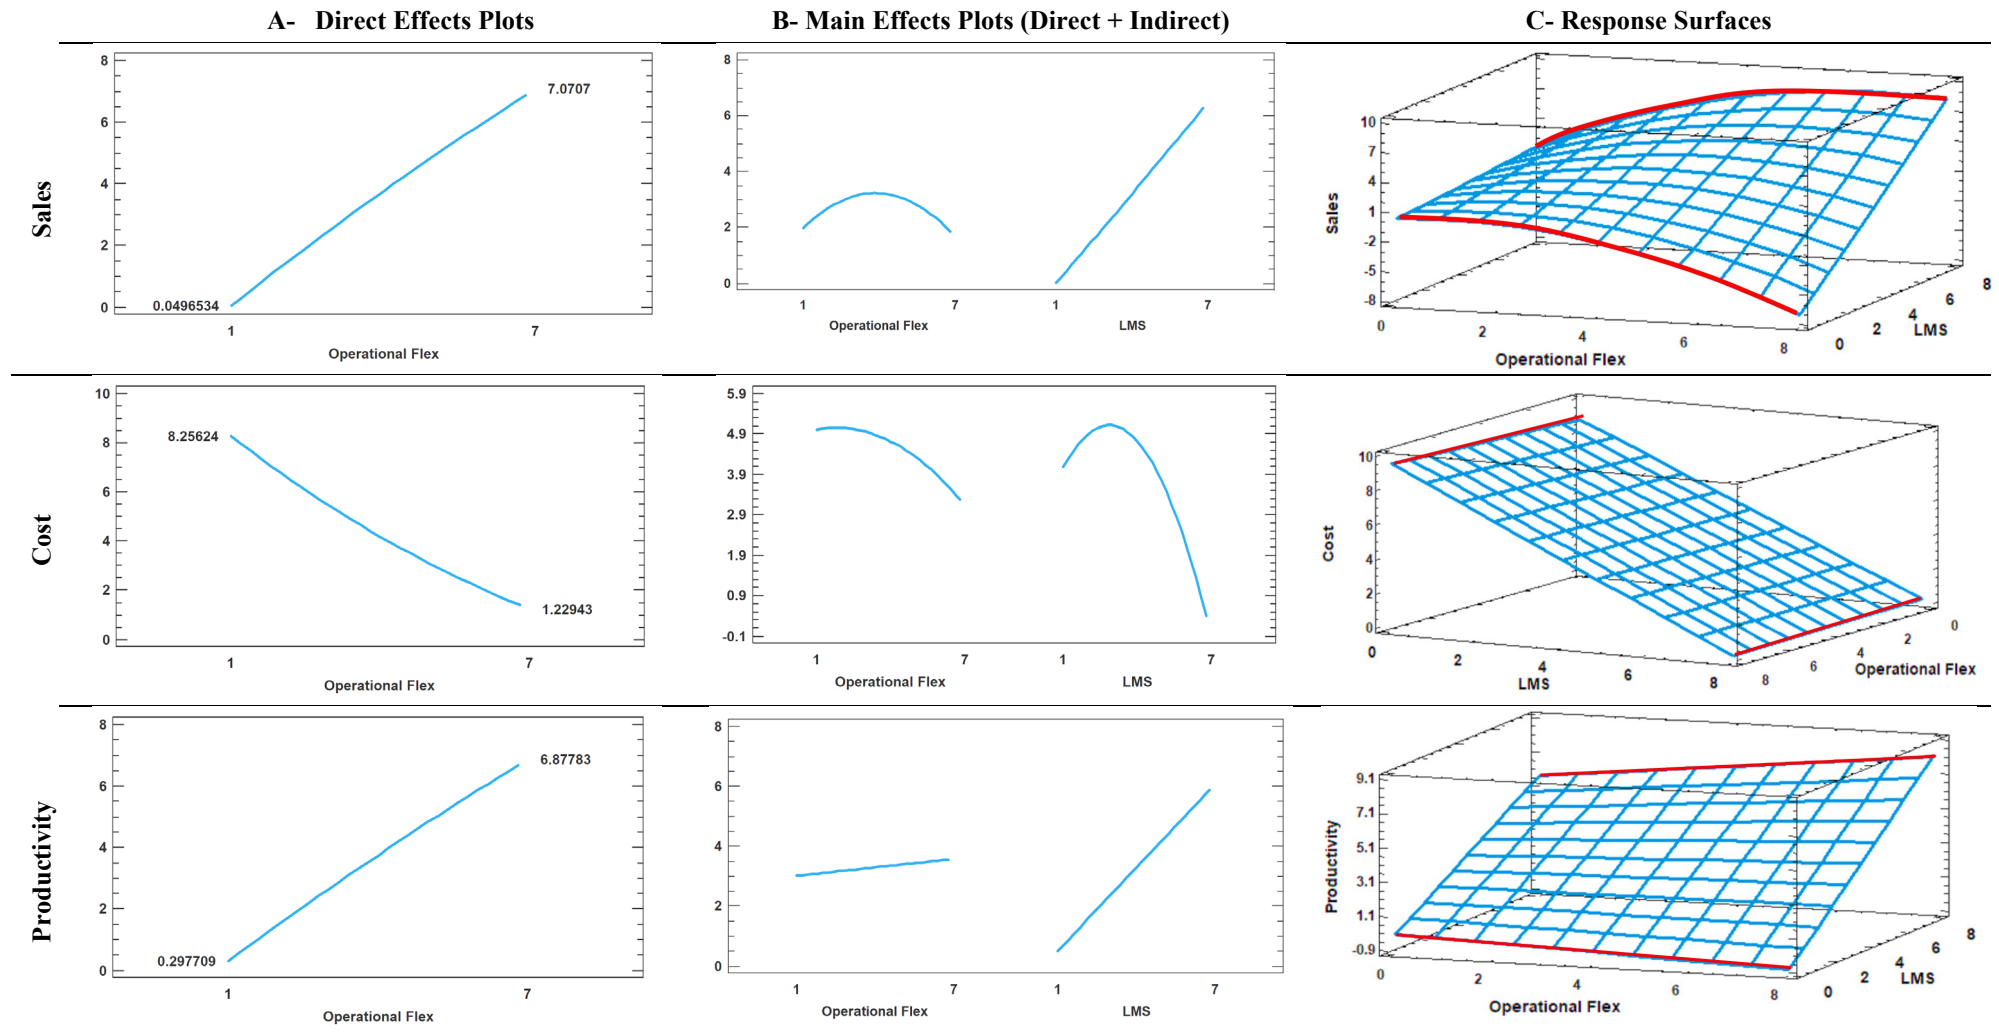 A- Direct Effects Plots
B- Main Effects Plots (Direct + Indirect)
C- Response Surfaces
Sales
8
6
4
2
0
7.0707
0.0496534
1 7
Operational Flex
8
6
4
2
0
1 7 1 7
Operational Flex LMS
10
7
4
1
-2
-5
-8
Sales
0 2 4 6 8
Operational Flex
0 2 4 6 8
LMS
Cost
10
8
6
4
2
0
8.25624
1.22943
1 7
Operational Flex
5.9
4.9
3.9
2.9
1.9
0.9
-0.1
1 7 1 7
Operational Flex LMS
10
8
6
4
2
0
Cost
0 2 4 6 8
LMS
8 6 4 2 0
Operational Flex
Productivity
8
6
4
2
0
6.87783
0.297709
1 7
Operational Flex
8
6
4
2
0
1 7 1 7
Operational Flex LMS
9.1
7.1
5.1
3.1
1.1
-0.9
Productivity
0 2 4 6 8
Operational Flex
0 2 4 6 8
LMS